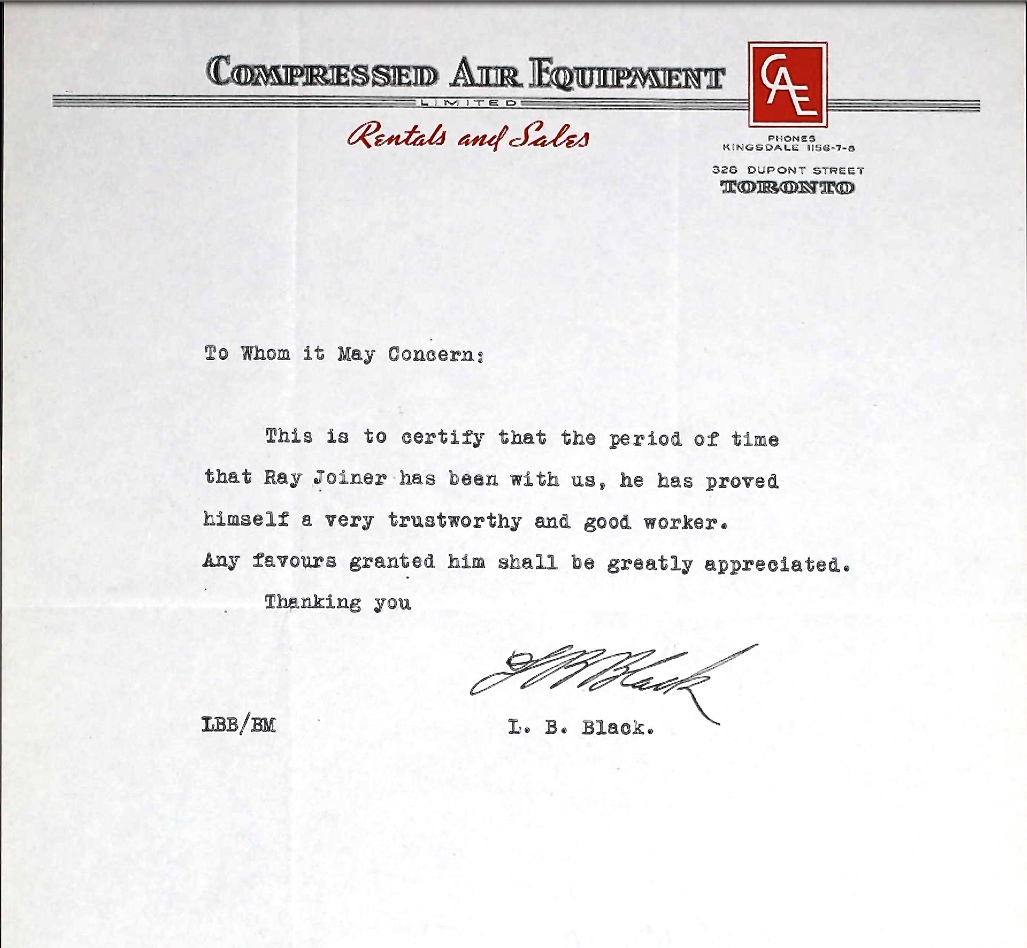 COMPRESSED AIR EQUIPMENT
LIMITED
Rentals and Sales
CAE
PHONES
KINGSDALE 1156-7-8
328 DUPONT STREET
TORONTO
To Whom it May Concern:
This is to certify that the period of time
that Ray Joiner has been with us, he has proved
himself a very trustworthy and good worker.
Any favours granted him shall be greatly appreciated.
Thanking you
L B Black
LBB/BM
L. B. Black.